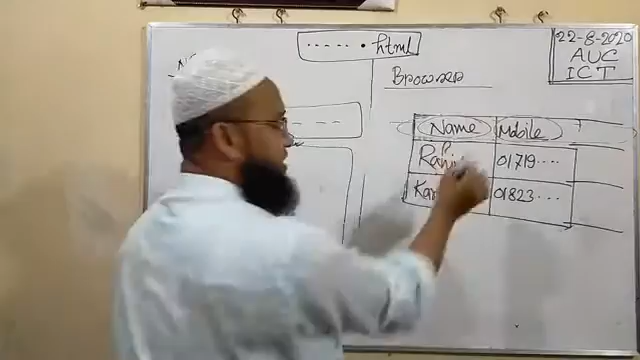 ...... . html
22-8-2020
AUC
ICT
Browser
Name Mobile
01719....
01823...